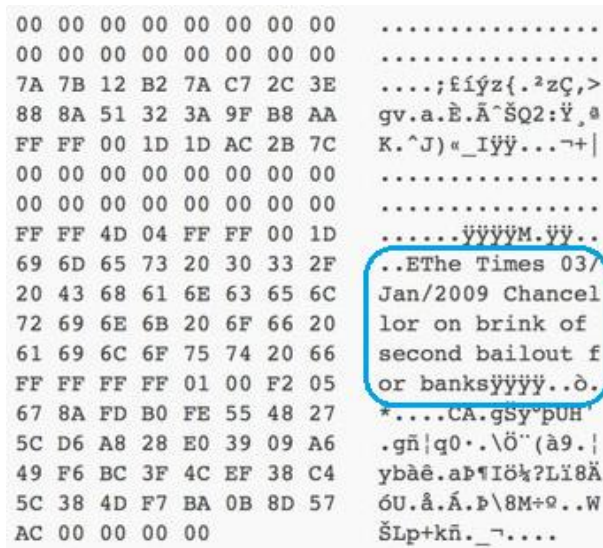 00 00 00 00 00 00 00 00 ................
00 00 00 00 00 00 00 00 ................
7A 7B 12 B2 7A C7 2C 3E ....;£íýz{.²zÇ,>
88 8A 51 32 3A 9F B8 AA gv.a.È.ÈŠQ2:Ÿ¸ª
FF FF 00 1D 1D AC 2B 7C K.^J)«_Iÿÿ...¬+|
00 00 00 00 00 00 00 00 ................
00 00 00 00 00 00 00 00 ................
FF FF 4D 04 FF FF 00 1D ......ÿÿÿÿM.ÿÿ..
69 6D 65 73 20 30 33 2F ..EThe Times 03/
20 43 68 61 6E 63 65 6C Jan/2009 Chancel
72 69 6E 6B 20 6F 66 20 lor on brink of
61 69 6C 6F 75 74 20 66 second bailout f
FF FF FF FF 01 00 F2 05 or banksÿÿÿÿ..ò.
67 8A FD B0 FE 55 48 27 *....CA.gŠý°þUH'
5C D6 A8 28 E0 39 09 A6 .gñ¦q0·.\Ö¨(à9.¦
49 F6 BC 3F 4C EF 38 C4 ybàê.aÞ¶Iö¼?Lï8Ä
5C 38 4D F7 BA 0B 8D 57 óU.å.Á.Þ\8M÷º..W
AC 00 00 00 00 ŠLp+kñ._¬....